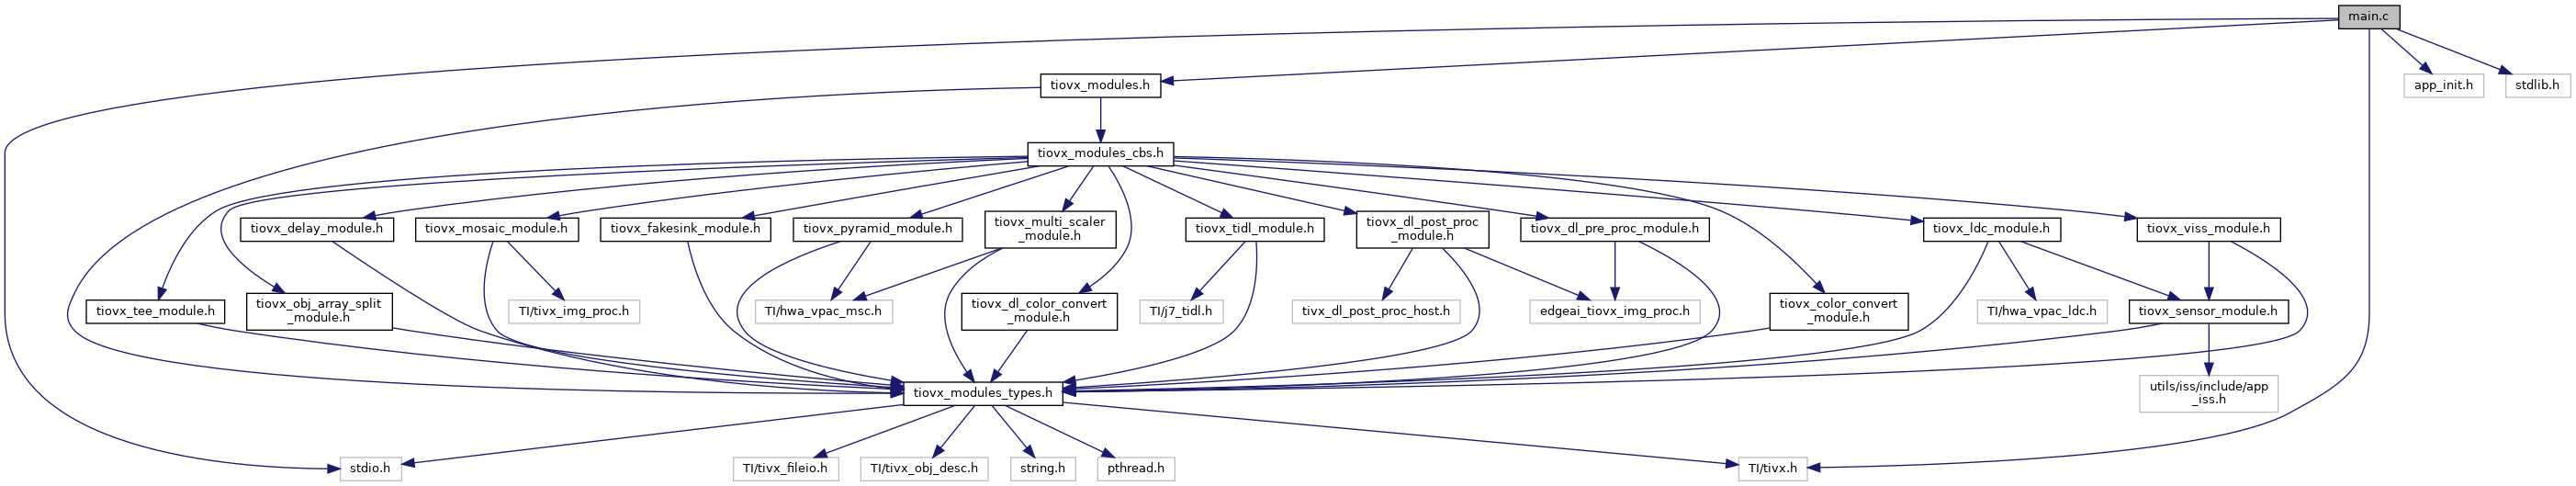 main.c
tiovx_modules.h
app_init.h
stdlib.h
tiovx_modules_cbs.h
tiovx_delay_module.h
tiovx_mosaic_module.h
tiovx_fakesink_module.h
tiovx_pyramid_module.h
tiovx_multi_scaler
_module.h
tiovx_tidl_module.h
tiovx_dl_post_proc
_module.h
tiovx_dl_pre_proc_module.h
tiovx_ldc_module.h
tiovx_viss_module.h
tiovx_tee_module.h
tiovx_obj_array_split
_module.h
TI/tivx_img_proc.h
TI/hwa_vpac_msc.h
tiovx_dl_color_convert
_module.h
TI/j7_tidl.h
tivx_dl_post_proc_host.h
edgeai_tiovx_img_proc.h
tiovx_color_convert
_module.h
TI/hwa_vpac_ldc.h
tiovx_sensor_module.h
tiovx_modules_types.h
utils/iss/include/app
_iss.h
stdio.h
TI/tivx_fileio.h
TI/tivx_obj_desc.h
string.h
pthread.h
TI/tivx.h